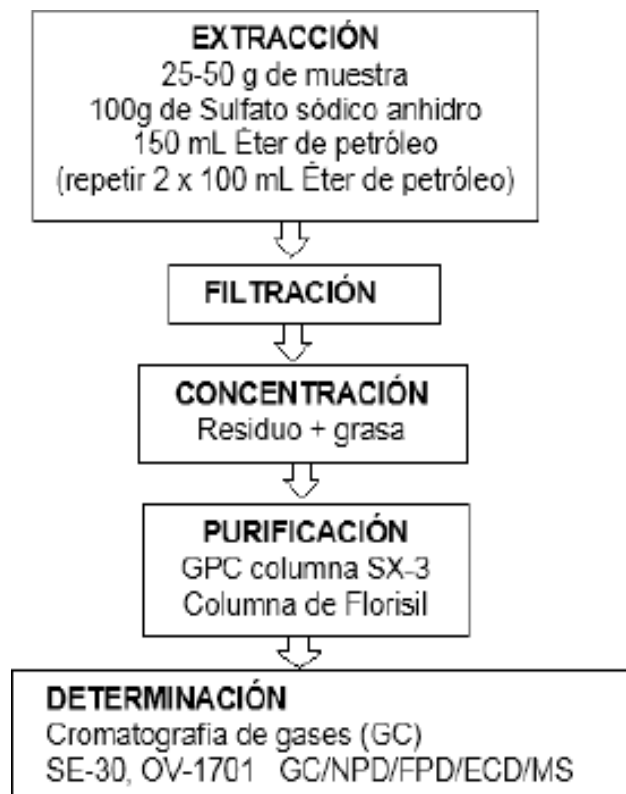 EXTRACCIÓN
25-50 g de muestra
100g de Sulfato sódico anhidro
150 mL Éter de petróleo
(repetir 2 x 100 mL Éter de petróleo)
FILTRACIÓN
CONCENTRACIÓN
Residuo + grasa
PURIFICACIÓN
GPC columna SX-3
Columna de Florisil
DETERMINACIÓN
Cromatografia de gases (GC)
SE-30, OV-1701 GC/NPD/FPD/ECD/MS